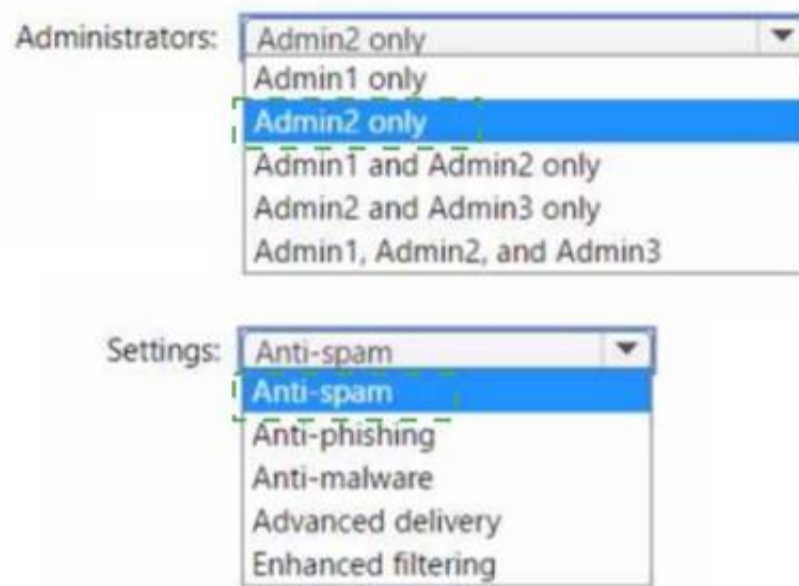 Administrators: Admin2 only
Admin1 only
Admin2 only
Admin1 and Admin2 only
Admin2 and Admin3 only
Admin1, Admin2, and Admin3
Settings: Anti-spam
Anti-spam
Anti-phishing
Anti-malware
Advanced delivery
Enhanced filtering